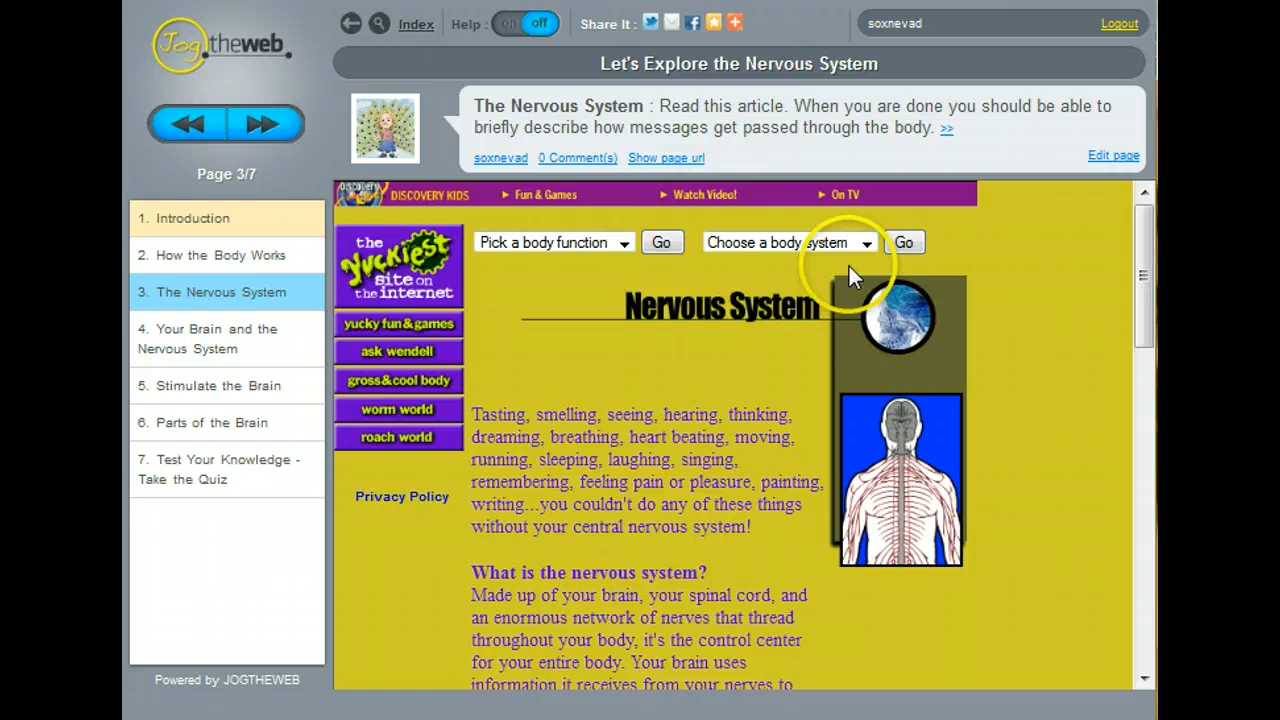 Jog.theweb
Index
Help :
on
off
Share It :
soxnevad
Logout
Let's Explore the Nervous System
The Nervous System : Read this article. When you are done you should be able to
briefly describe how messages get passed through the body. >>
soxnevad
0 Comment(s)
Show page url
Edit page
Page 3/7
1. Introduction
2. How the Body Works
3. The Nervous System
4. Your Brain and the
Nervous System
5. Stimulate the Brain
6. Parts of the Brain
7. Test Your Knowledge -
Take the Quiz
Powered by JOGTHEWEB
DISCOVERY
DISCOVERY KIDS
Fun & Games
Watch Video!
On TV
the
yuckiest
site on
the internet
yucky fun&games
ask wendell
gross&cool body
worm world
roach world
Privacy Policy
Pick a body function
Go
Choose a body system
Go
Nervous System
Tasting, smelling, seeing, hearing, thinking,
dreaming, breathing, heart beating, moving,
running, sleeping, laughing, singing,
remembering, feeling pain or pleasure, painting,
writing...you couldn't do any of these things
without your central nervous system!
What is the nervous system?
Made up of your brain, your spinal cord, and
an enormous network of nerves that thread
throughout your body, it's the control center
for your entire body. Your brain uses
information it receives from your nerves to